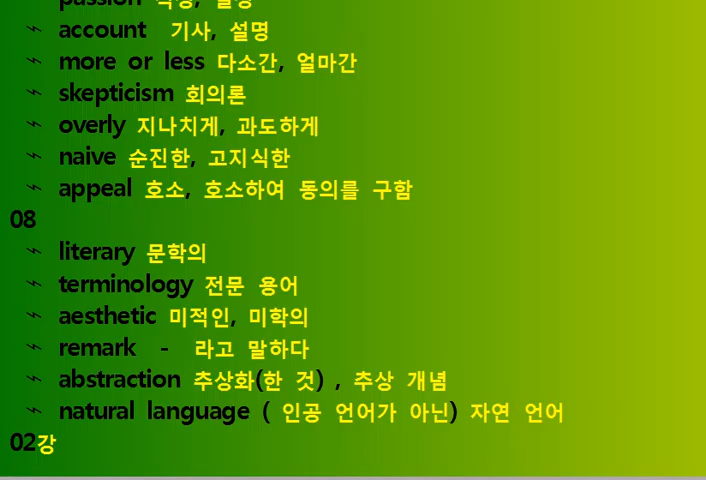 passion 열정, 열성
account 기사, 설명
more or less 다소간, 얼마간
skepticism 회의론
overly 지나치게, 과도하게
naive 순진한, 고지식한
appeal 호소, 호소하여 동의를 구함
08
literary 문학의
terminology 전문 용어
aesthetic 미적인, 미학의
remark - 라고 말하다
abstraction 추상화(한 것) , 추상 개념
natural language ( 인공 언어가 아닌) 자연 언어
02강